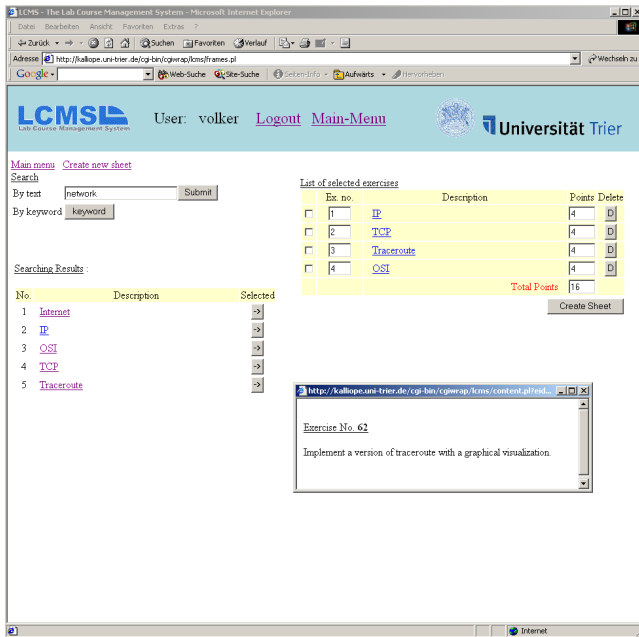 LCMS - The Lab Course Management System - Microsoft Internet Explorer
Datei Bearbeiten Ansicht Favoriten Extras ?
Zurück Suchen Favoriten Verlauf
Adresse http://kalliope.uni-trier.de/cgi-bin/cgiwrap/lcms/frames.pl Wechseln zu
Google Web-Suche Site-Suche Seiten-Info Aufwärts Hervorheben
LCMS
Lab Course Management System
User: volker Logout Main-Menu
Universität Trier
Main menu Create new sheet
Search
By text network Submit
By keyword keyword
Searching Results :
No. Description Selected
1 Internet ->
2 IP ->
3 OSI ->
4 TCP ->
5 Traceroute ->
List of selected exercises
Ex. no. Description Points Delete
1 IP 4 D
2 TCP 4 D
3 Traceroute 4 D
4 OSI 4 D
Total Points 16
Create Sheet
http://kalliope.uni-trier.de/cgi-bin/cgiwrap/lcms/content.pl?eid...
Exercise No. 62
Implement a version of traceroute with a graphical visualization.
Internet